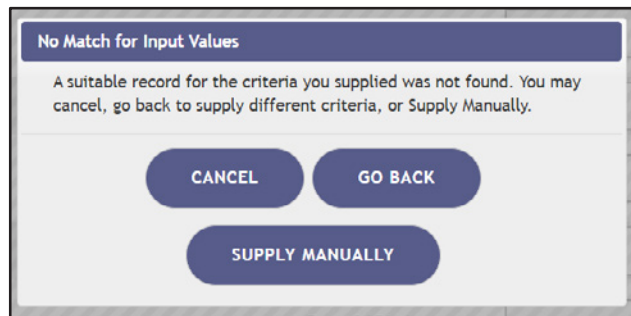 No Match for Input Values
A suitable record for the criteria you supplied was not found. You may
cancel, go back to supply different criteria, or Supply Manually.
CANCEL GO BACK
SUPPLY MANUALLY